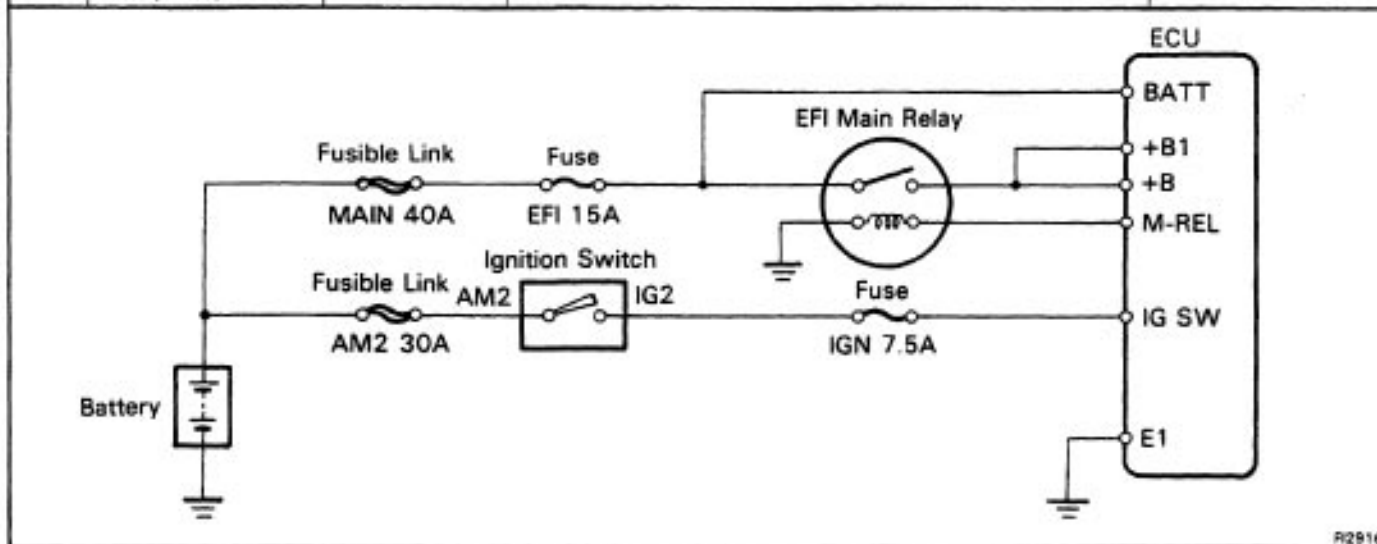 ECU
BATT
EFI Main Relay
+B1
Fusible Link
Fuse
+B
MAIN 40A
EFI 15A
M-REL
Ignition Switch
Fusible Link
AM2
IG2
Fuse
IG SW
AM2 30A
IGN 7.5A
Battery
E1